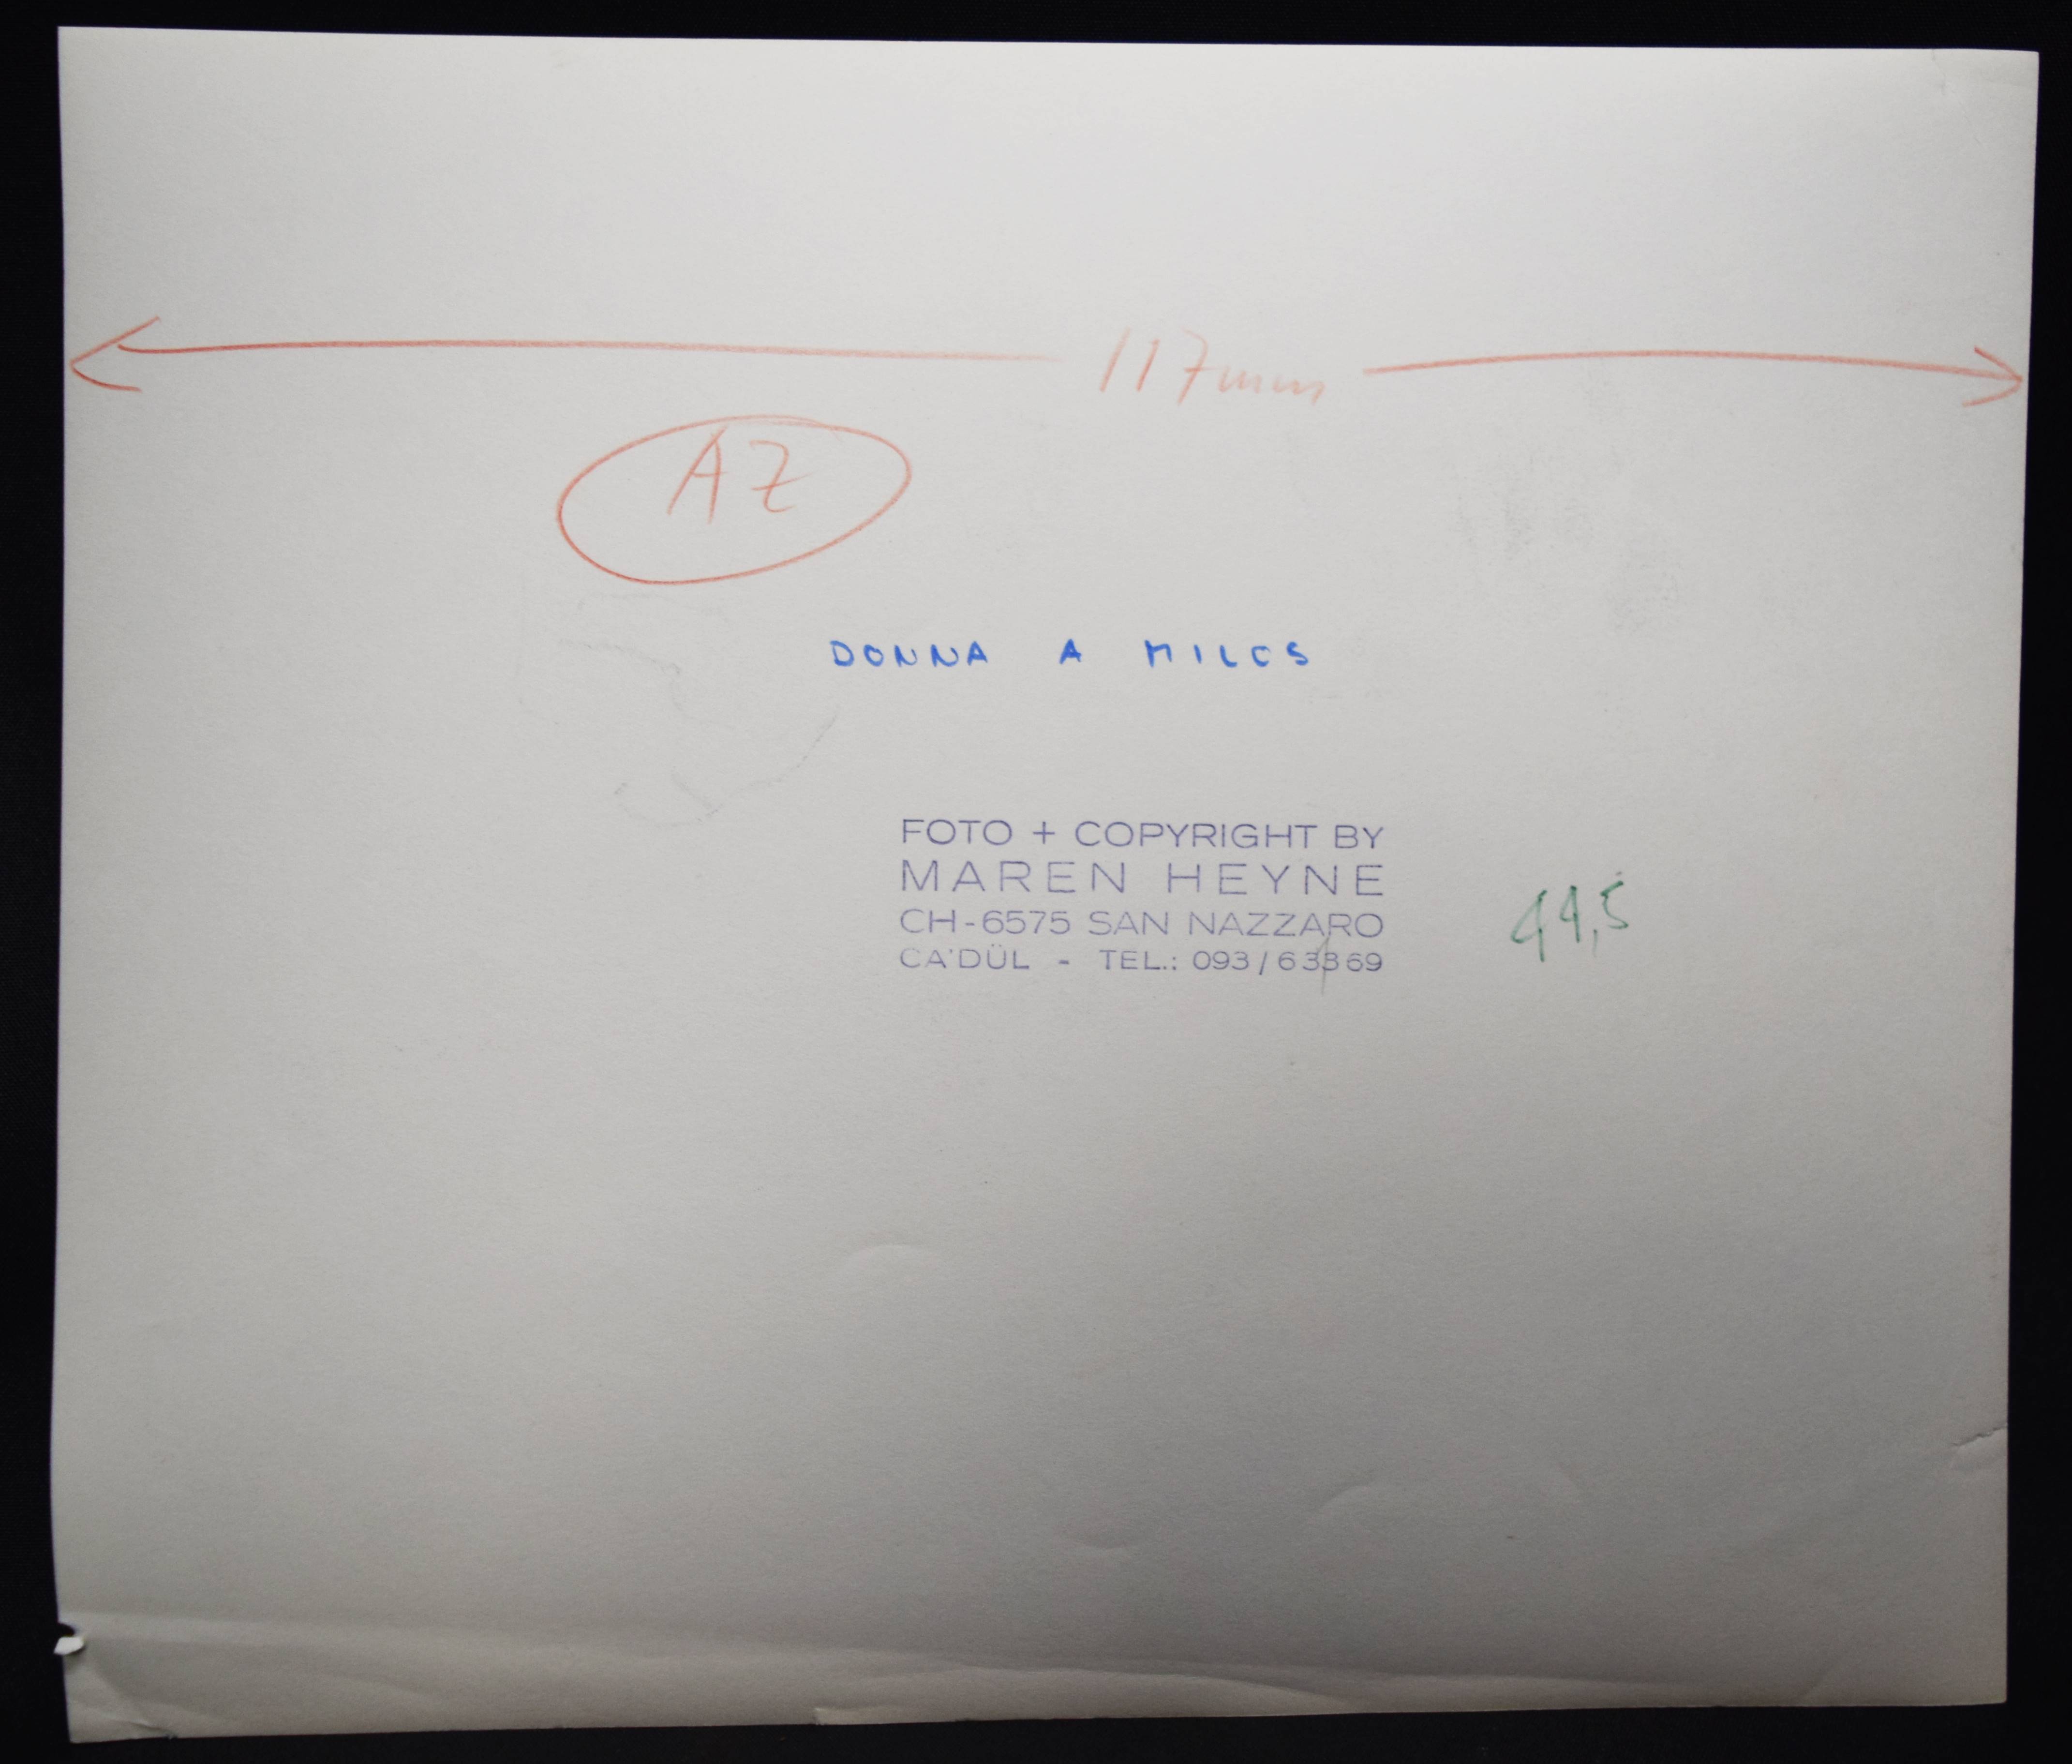 117mm
AZ
DONNA A MILES
FOTO + COPYRIGHT BY
MAREN HEYNE
CH-6575 SAN NAZZARO
44,5
CA'DÜL - TEL.: 093/63369